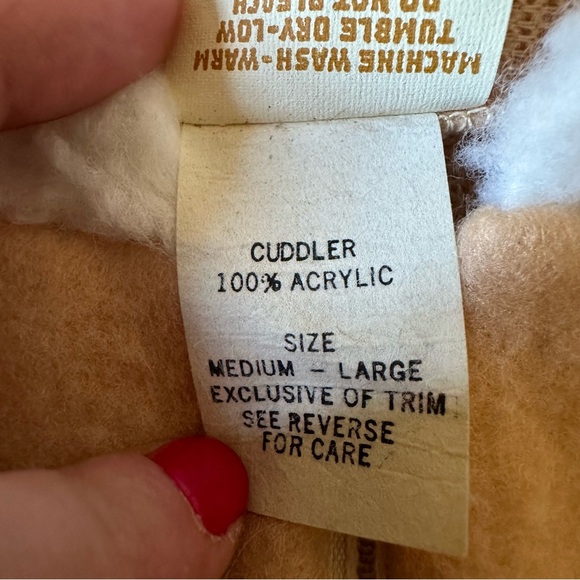 MACHINE WASH-WARM
TUMBLE DRY-LOW
DO NOT BLEACH
CUDDLER
100% ACRYLIC
SIZE
MEDIUM - LARGE
EXCLUSIVE OF TRIM
SEE REVERSE
FOR CARE